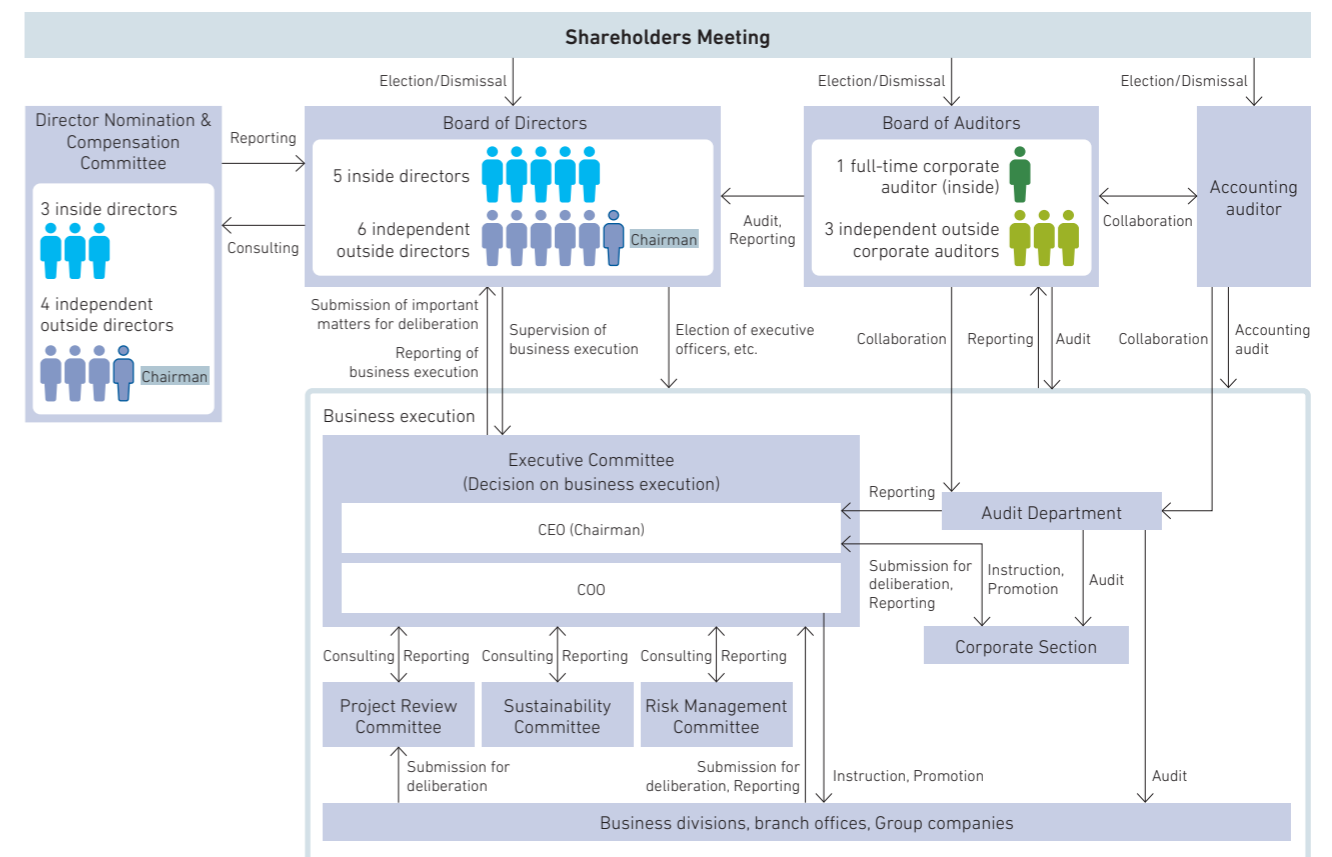 Shareholders Meeting
Election/Dismissal
Election/Dismissal
Election/Dismissal
Director Nomination &
Compensation
Committee
3 inside directors
4 independent
outside directors
Chairman
Reporting
Consulting
Board of Directors
5 inside directors
6 independent
outside directors
Chairman
Audit,
Reporting
Board of Auditors
1 full-time corporate
auditor (inside)
3 independent outside
corporate auditors
Collaboration
Accounting
auditor
Submission of important
matters for deliberation
Reporting of
business execution
Supervision of
business execution
Election of executive
officers, etc.
Collaboration
Reporting
Audit
Collaboration
Accounting
audit
Business execution
Executive Committee
(Decision on business execution)
CEO (Chairman)
COO
Reporting
Audit Department
Submission for
deliberation,
Reporting
Instruction,
Promotion
Audit
Corporate Section
Consulting
Reporting
Consulting
Reporting
Consulting
Reporting
Project Review
Committee
Sustainability
Committee
Risk Management
Committee
Submission for
deliberation
Submission for
deliberation, Reporting
Instruction, Promotion
Audit
Business divisions, branch offices, Group companies